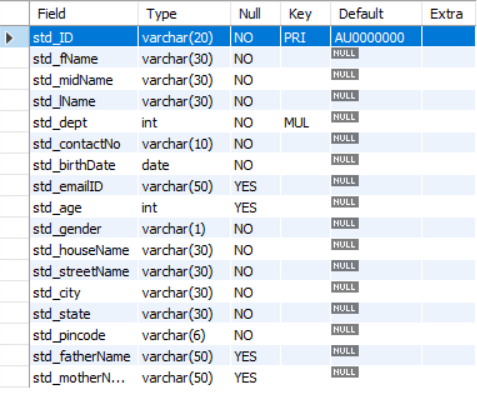 Field Type Null Key Default Extra
std_ID varchar(20) NO PRI AU0000000
std_fName varchar(30) NO NULL
std_midName varchar(30) NO NULL
std_lName varchar(30) NO NULL
std_dept int NO MUL NULL
std_contactNo varchar(10) NO NULL
std_birthDate date NO NULL
std_emailID varchar(50) YES NULL
std_age int YES NULL
std_gender varchar(1) NO NULL
std_houseName varchar(30) NO NULL
std_streetName varchar(30) NO NULL
std_city varchar(30) NO NULL
std_state varchar(30) NO NULL
std_pincode varchar(6) NO NULL
std_fatherName varchar(50) YES NULL
std_motherN... varchar(50) YES NULL